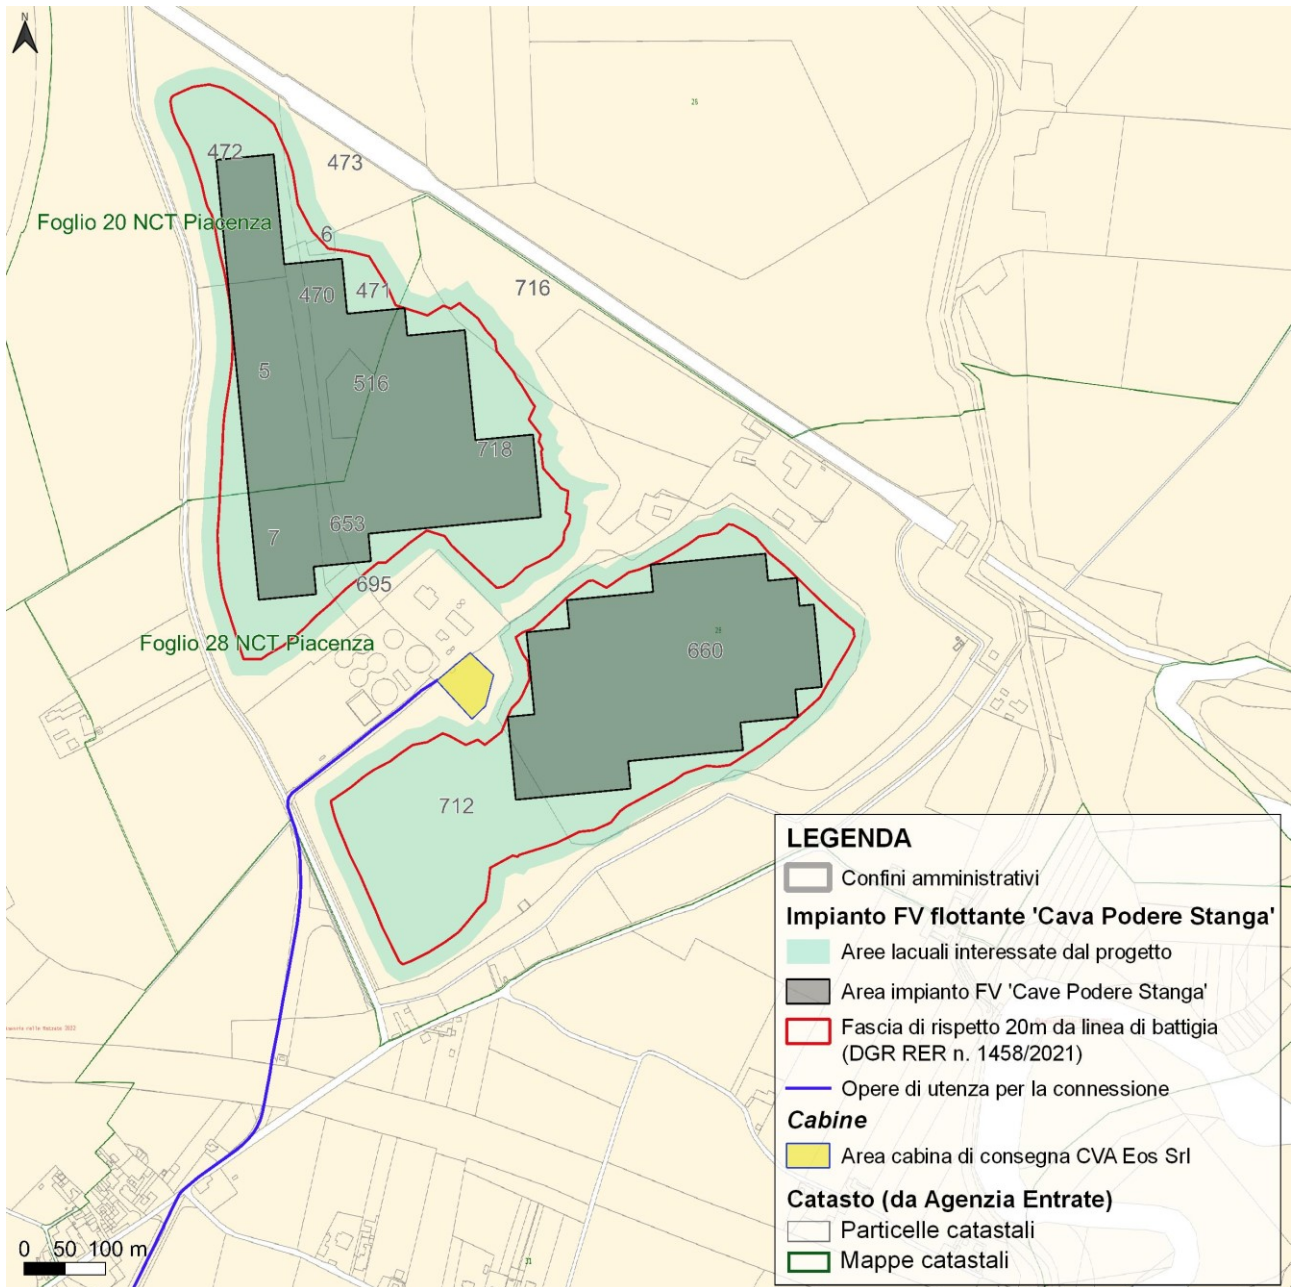 N
26
472
473
Foglio 20 NCT Piacenza
6
470
471
716
5
516
718
7
653
695
Foglio 28 NCT Piacenza
28
660
712
LEGENDA
Confini amministrativi
Impianto FV flottante 'Cava Podere Stanga'
Aree lacuali interessate dal progetto
Area impianto FV 'Cave Podere Stanga'
Fascia di rispetto 20m da linea di battigia
(DGR RER n. 1458/2021)
Opere di utenza per la connessione
Cabine
Area cabina di consegna CVA Eos Srl
Catasto (da Agenzia Entrate)
Particelle catastali
Mappe catastali
0 50 100 m